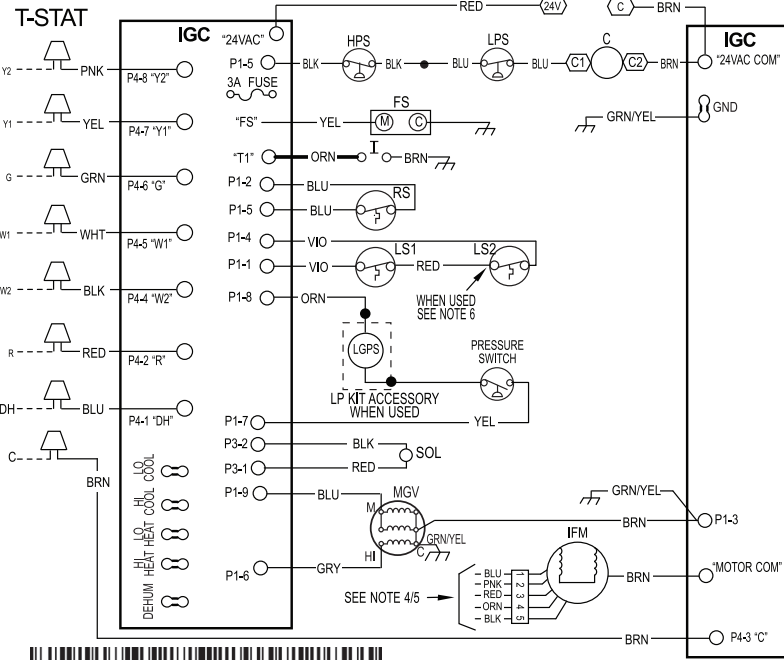 T-STAT
IGC
"24VAC"
RED
24V
C
BRN
IGC
"24VAC COM"
P1-5
BLK
HPS
BLK
BLU
LPS
BLU
C1
C
C2
BRN
3A FUSE
Y2
PNK
P4-8 "Y2"
GND
GRN/YEL
Y1
YEL
P4-7 "Y1"
"FS"
YEL
FS
M
C
"T1"
ORN
T
BRN
G
GRN
P4-6 "G"
P1-2
BLU
RS
P1-5
BLU
W1
WHT
P4-5 "W1"
P1-4
VIO
P1-1
VIO
LS1
RED
LS2
WHEN USED
SEE NOTE 6
W2
BLK
P4-4 "W2"
P1-8
ORN
LGPS
LP KIT ACCESSORY
WHEN USED
PRESSURE
SWITCH
R
RED
P4-2 "R"
DH
BLU
P4-1 "DH"
P1-7
YEL
C
BRN
P3-2
BLK
SOL
P3-1
RED
LO
COOL
HI
COOL
LO
HEAT
HI
HEAT
DEHUM
P1-9
BLU
MGV
M
HI
C
GRN/YEL
P1-6
GRY
GRN/YEL
BRN
P1-3
IFM
SEE NOTE 4/5
BLU
PNK
RED
ORN
BLK
1
2
3
4
5
BRN
"MOTOR COM"
BRN
P4-3 "C"